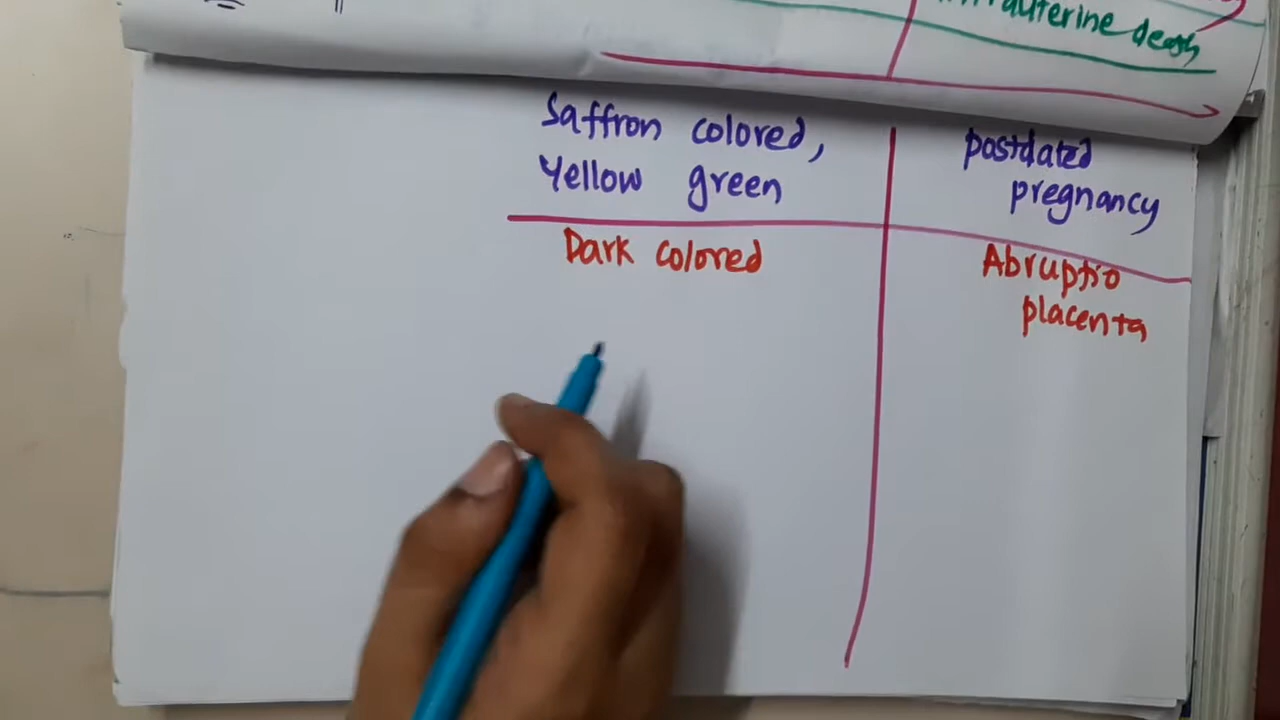 intrauterine death
Saffron colored,
Yellow green
postdated
pregnancy
Dark colored
Abruptio
placenta